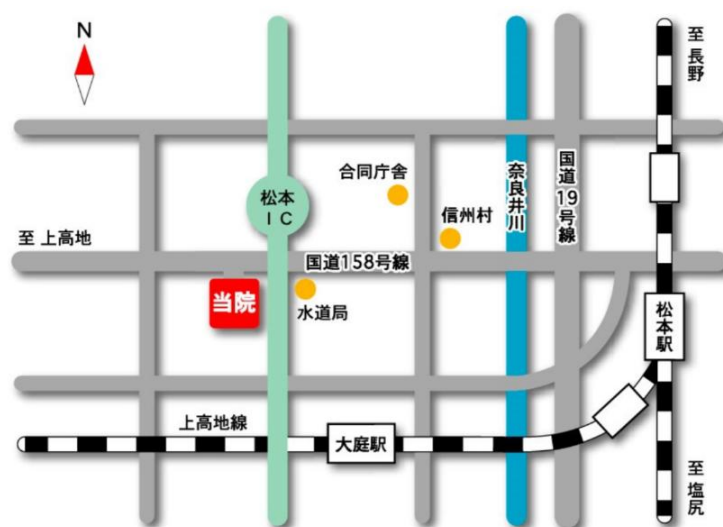 N
至 長野
合同庁舎
松本
IC
奈良井川
国道19号線
信州村
至 上高地
国道158号線
当院
水道局
松本駅
上高地線
大庭駅
至 塩尻